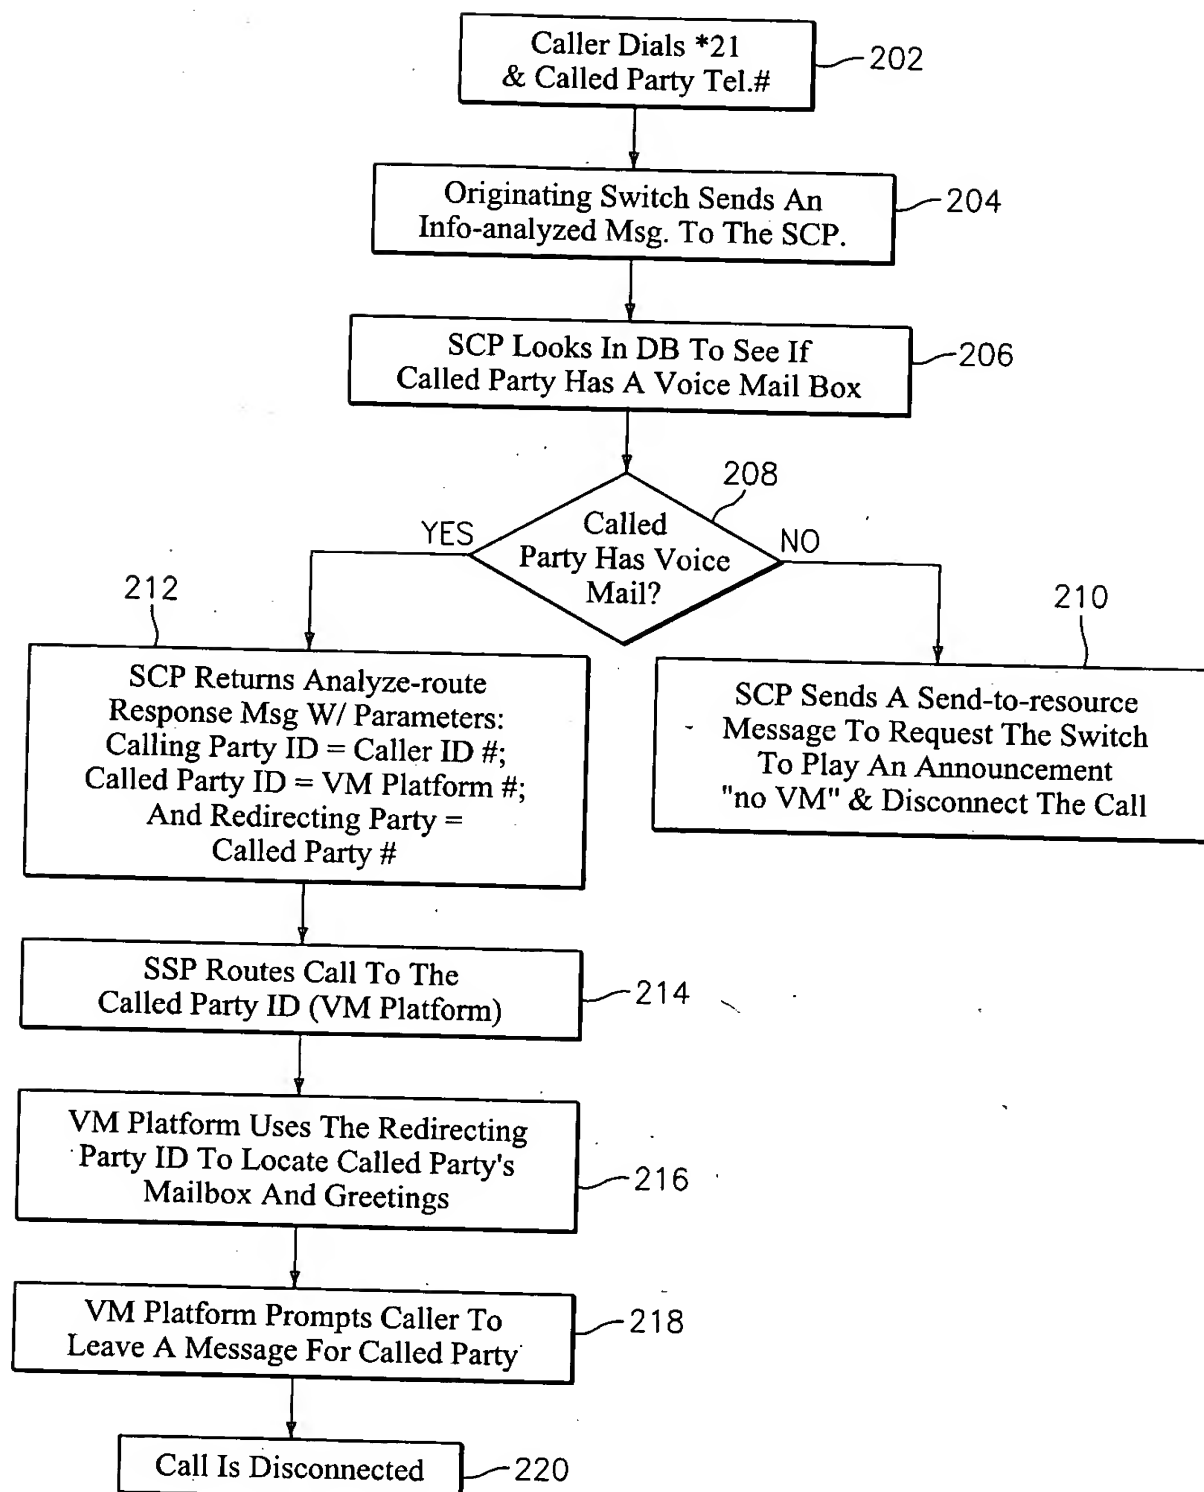 Caller Dials *21
& Called Party Tel.#
202
Originating Switch Sends An
Info-analyzed Msg. To The SCP.
204
SCP Looks In DB To See If
Called Party Has A Voice Mail Box
206
208
Called
Party Has Voice
Mail?
YES
NO
212
SCP Returns Analyze-route
Response Msg W/ Parameters:
Calling Party ID = Caller ID #;
Called Party ID = VM Platform #;
And Redirecting Party =
Called Party #
210
SCP Sends A Send-to-resource
Message To Request The Switch
To Play An Announcement
"no VM" & Disconnect The Call
SSP Routes Call To The
Called Party ID (VM Platform)
214
VM Platform Uses The Redirecting
Party ID To Locate Called Party's
Mailbox And Greetings
216
VM Platform Prompts Caller To
Leave A Message For Called Party
218
Call Is Disconnected
220